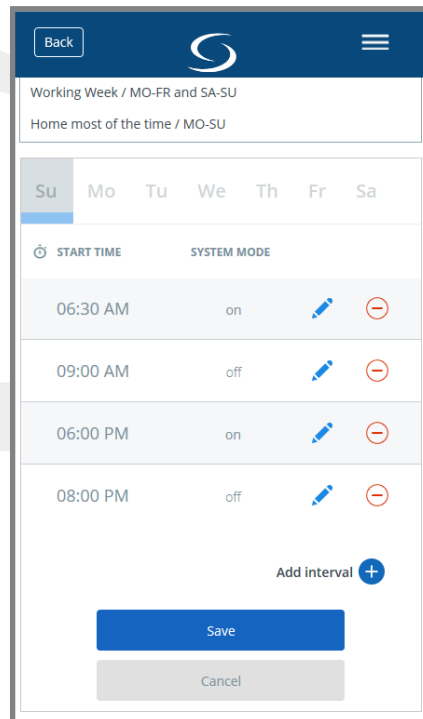 Back
Working Week / MO-FR and SA-SU
Home most of the time / MO-SU
Su Mo Tu We Th Fr Sa
START TIME SYSTEM MODE
06:30 AM on
09:00 AM off
06:00 PM on
08:00 PM off
Add interval
Save
Cancel